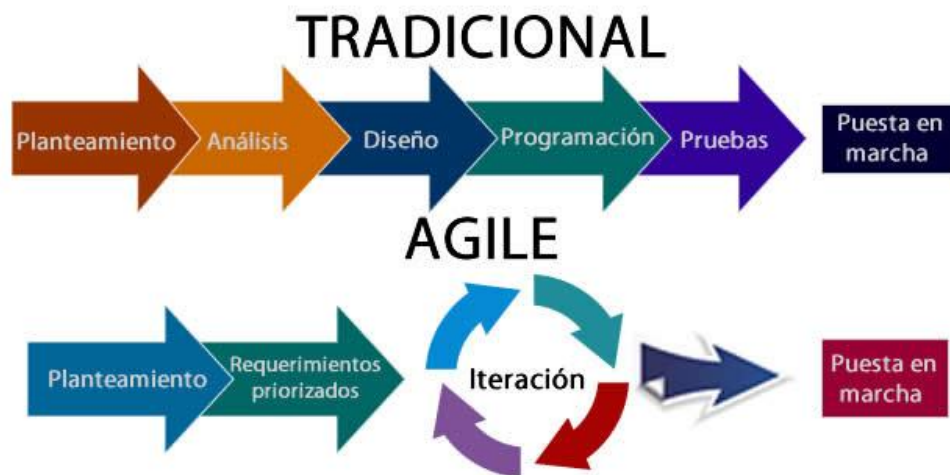 TRADICIONAL
Planteamiento
Análisis
Diseño
Programación
Pruebas
Puesta en
marcha
AGILE
Planteamiento
Requerimientos
priorizados
Iteración
Puesta en
marcha